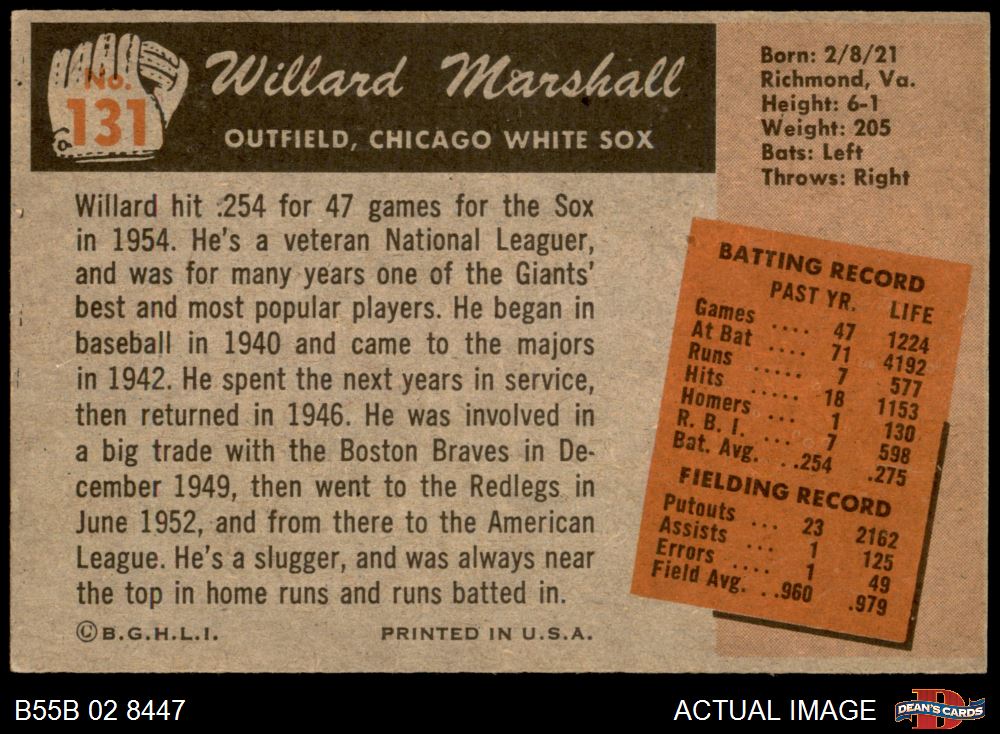 No.
131
Willard Marshall
OUTFIELD, CHICAGO WHITE SOX
Born: 2/8/21
Richmond, Va.
Height: 6-1
Weight: 205
Bats: Left
Throws: Right
Willard hit .254 for 47 games for the Sox
in 1954. He's a veteran National Leaguer,
and was for many years one of the Giants'
best and most popular players. He began in
baseball in 1940 and came to the majors
in 1942. He spent the next years in service,
then returned in 1946. He was involved in
a big trade with the Boston Braves in De-
cember 1949, then went to the Redlegs in
June 1952, and from there to the American
League. He's a slugger, and was always near
the top in home runs and runs batted in.
©B.G.H.L.I. PRINTED IN U.S.A.
BATTING RECORD
PAST YR. LIFE
Games .... 47 1224
At Bat .... 71 4192
Runs ..... 7 577
Hits ..... 18 1153
Homers .... 1 130
R. B. I. ... 7 598
Bat. Avg. ..254 .275
FIELDING RECORD
Putouts ... 23 2162
Assists ... 1 125
Errors .... 1 49
Field Avg. ..960 .979
B55B 02 8447
ACTUAL IMAGE
D
DEAN'S CARDS